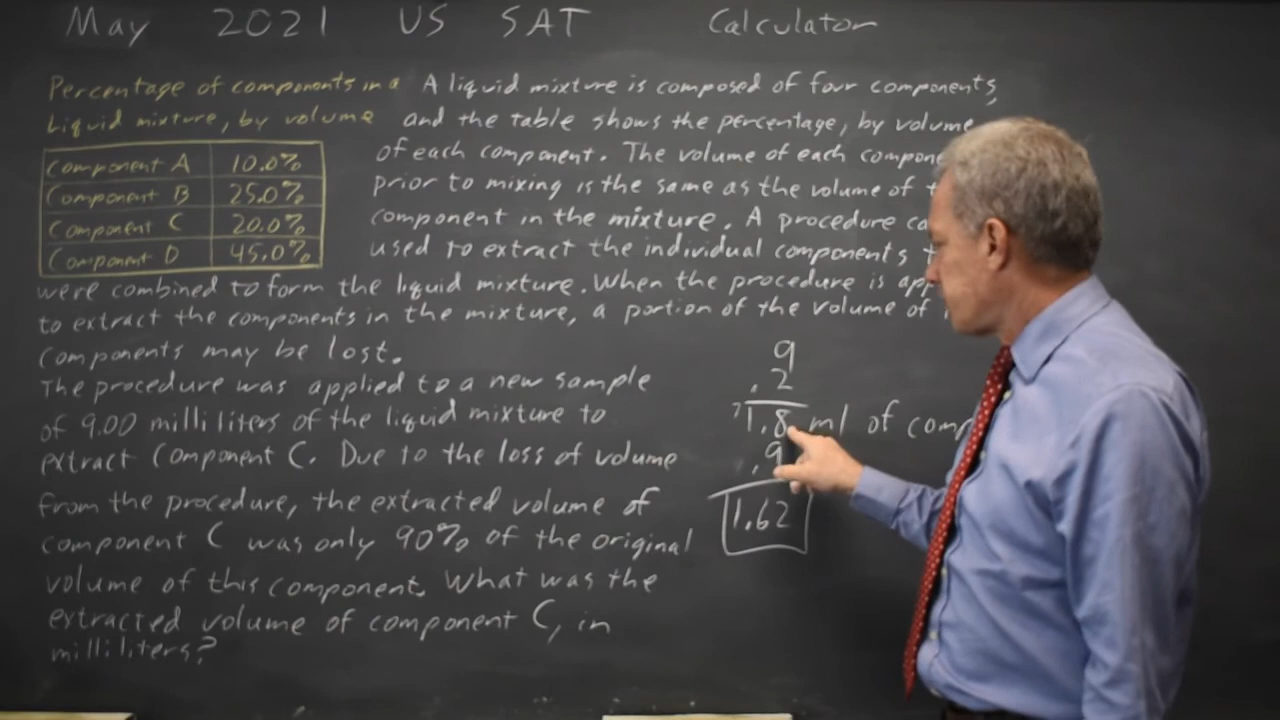 May 2021 US SAT Calculator
Percentage of components in a
Liquid mixture, by volume
Component A 10.0%
Component B 25.0%
Component C 20.0%
Component D 45.0%
A liquid mixture is composed of four components,
and the table shows the percentage, by volume
of each component. The volume of each
prior to mixing is the same as the volume of
component in the mixture. A procedure
used to extract the individual components
were combined to form the liquid mixture. When the procedure is
to extract the components in the mixture, a portion of the volume of
components may be lost.
The procedure was applied to a new sample
of 9.00 milliliters of the liquid mixture to
extract Component C. Due to the loss of volume
from the procedure, the extracted volume of
component C was only 90% of the original
volume of this component. What was the
extracted volume of component C, in
milliliters?
9
.2
1.8 ml of
.9
1.62